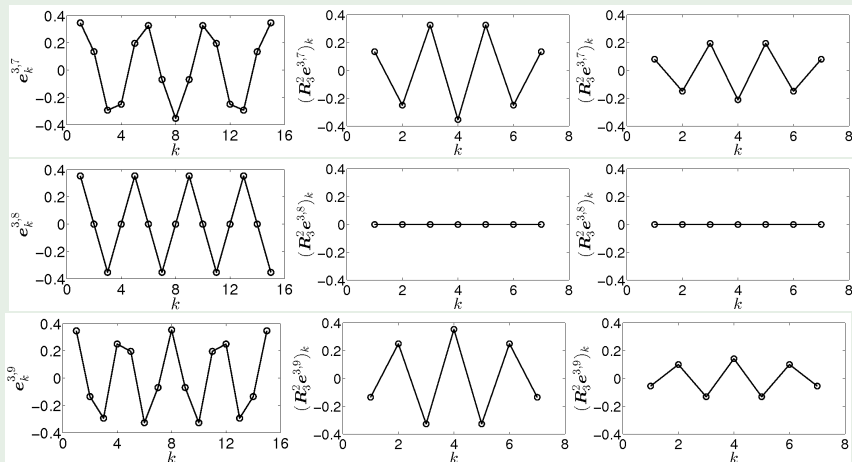 0.4 0.2 0 −0.2 −0.4
0 4 8 12 16
k
e_k^{3,7}
0.4 0.2 0 −0.2 −0.4
0 2 4 6 8
k
(R_3^2 e^{3,7})_k
0.4 0.2 0 −0.2 −0.4
0 2 4 6 8
k
(R_3^2 e^{3,7})_k
0.4 0.2 0 −0.2 −0.4
0 4 8 12 16
k
e_k^{3,8}
0.4 0.2 0 −0.2 −0.4
0 2 4 6 8
k
(R_3^2 e^{3,8})_k
0.4 0.2 0 −0.2 −0.4
0 2 4 6 8
k
(R_3^2 e^{3,8})_k
0.4 0.2 0 −0.2 −0.4
0 4 8 12 16
k
e_k^{3,9}
0.4 0.2 0 −0.2 −0.4
0 2 4 6 8
k
(R_3^2 e^{3,9})_k
0.4 0.2 0 −0.2 −0.4
0 2 4 6 8
k
(R_3^2 e^{3,9})_k